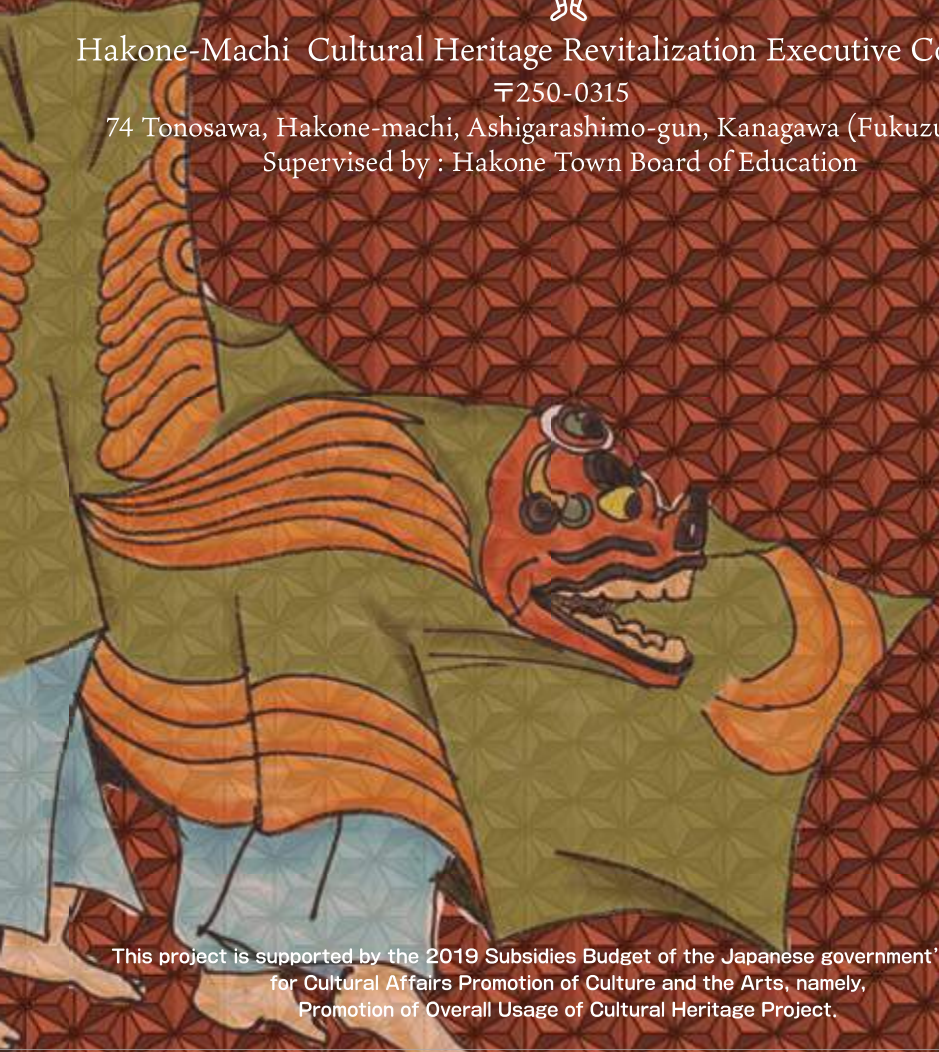 Hakone-Machi Cultural Heritage Revitalization Executive
〒250-0315
74 Tonosawa, Hakone-machi, Ashigarashimo-gun, Kanagawa
Supervised by : Hakone Town Board of Education
This project is supported by the 2019 Subsidies Budget of the Japanese government'
for Cultural Affairs Promotion of Culture and the Arts, namely,
Promotion of Overall Usage of Cultural Heritage Project.